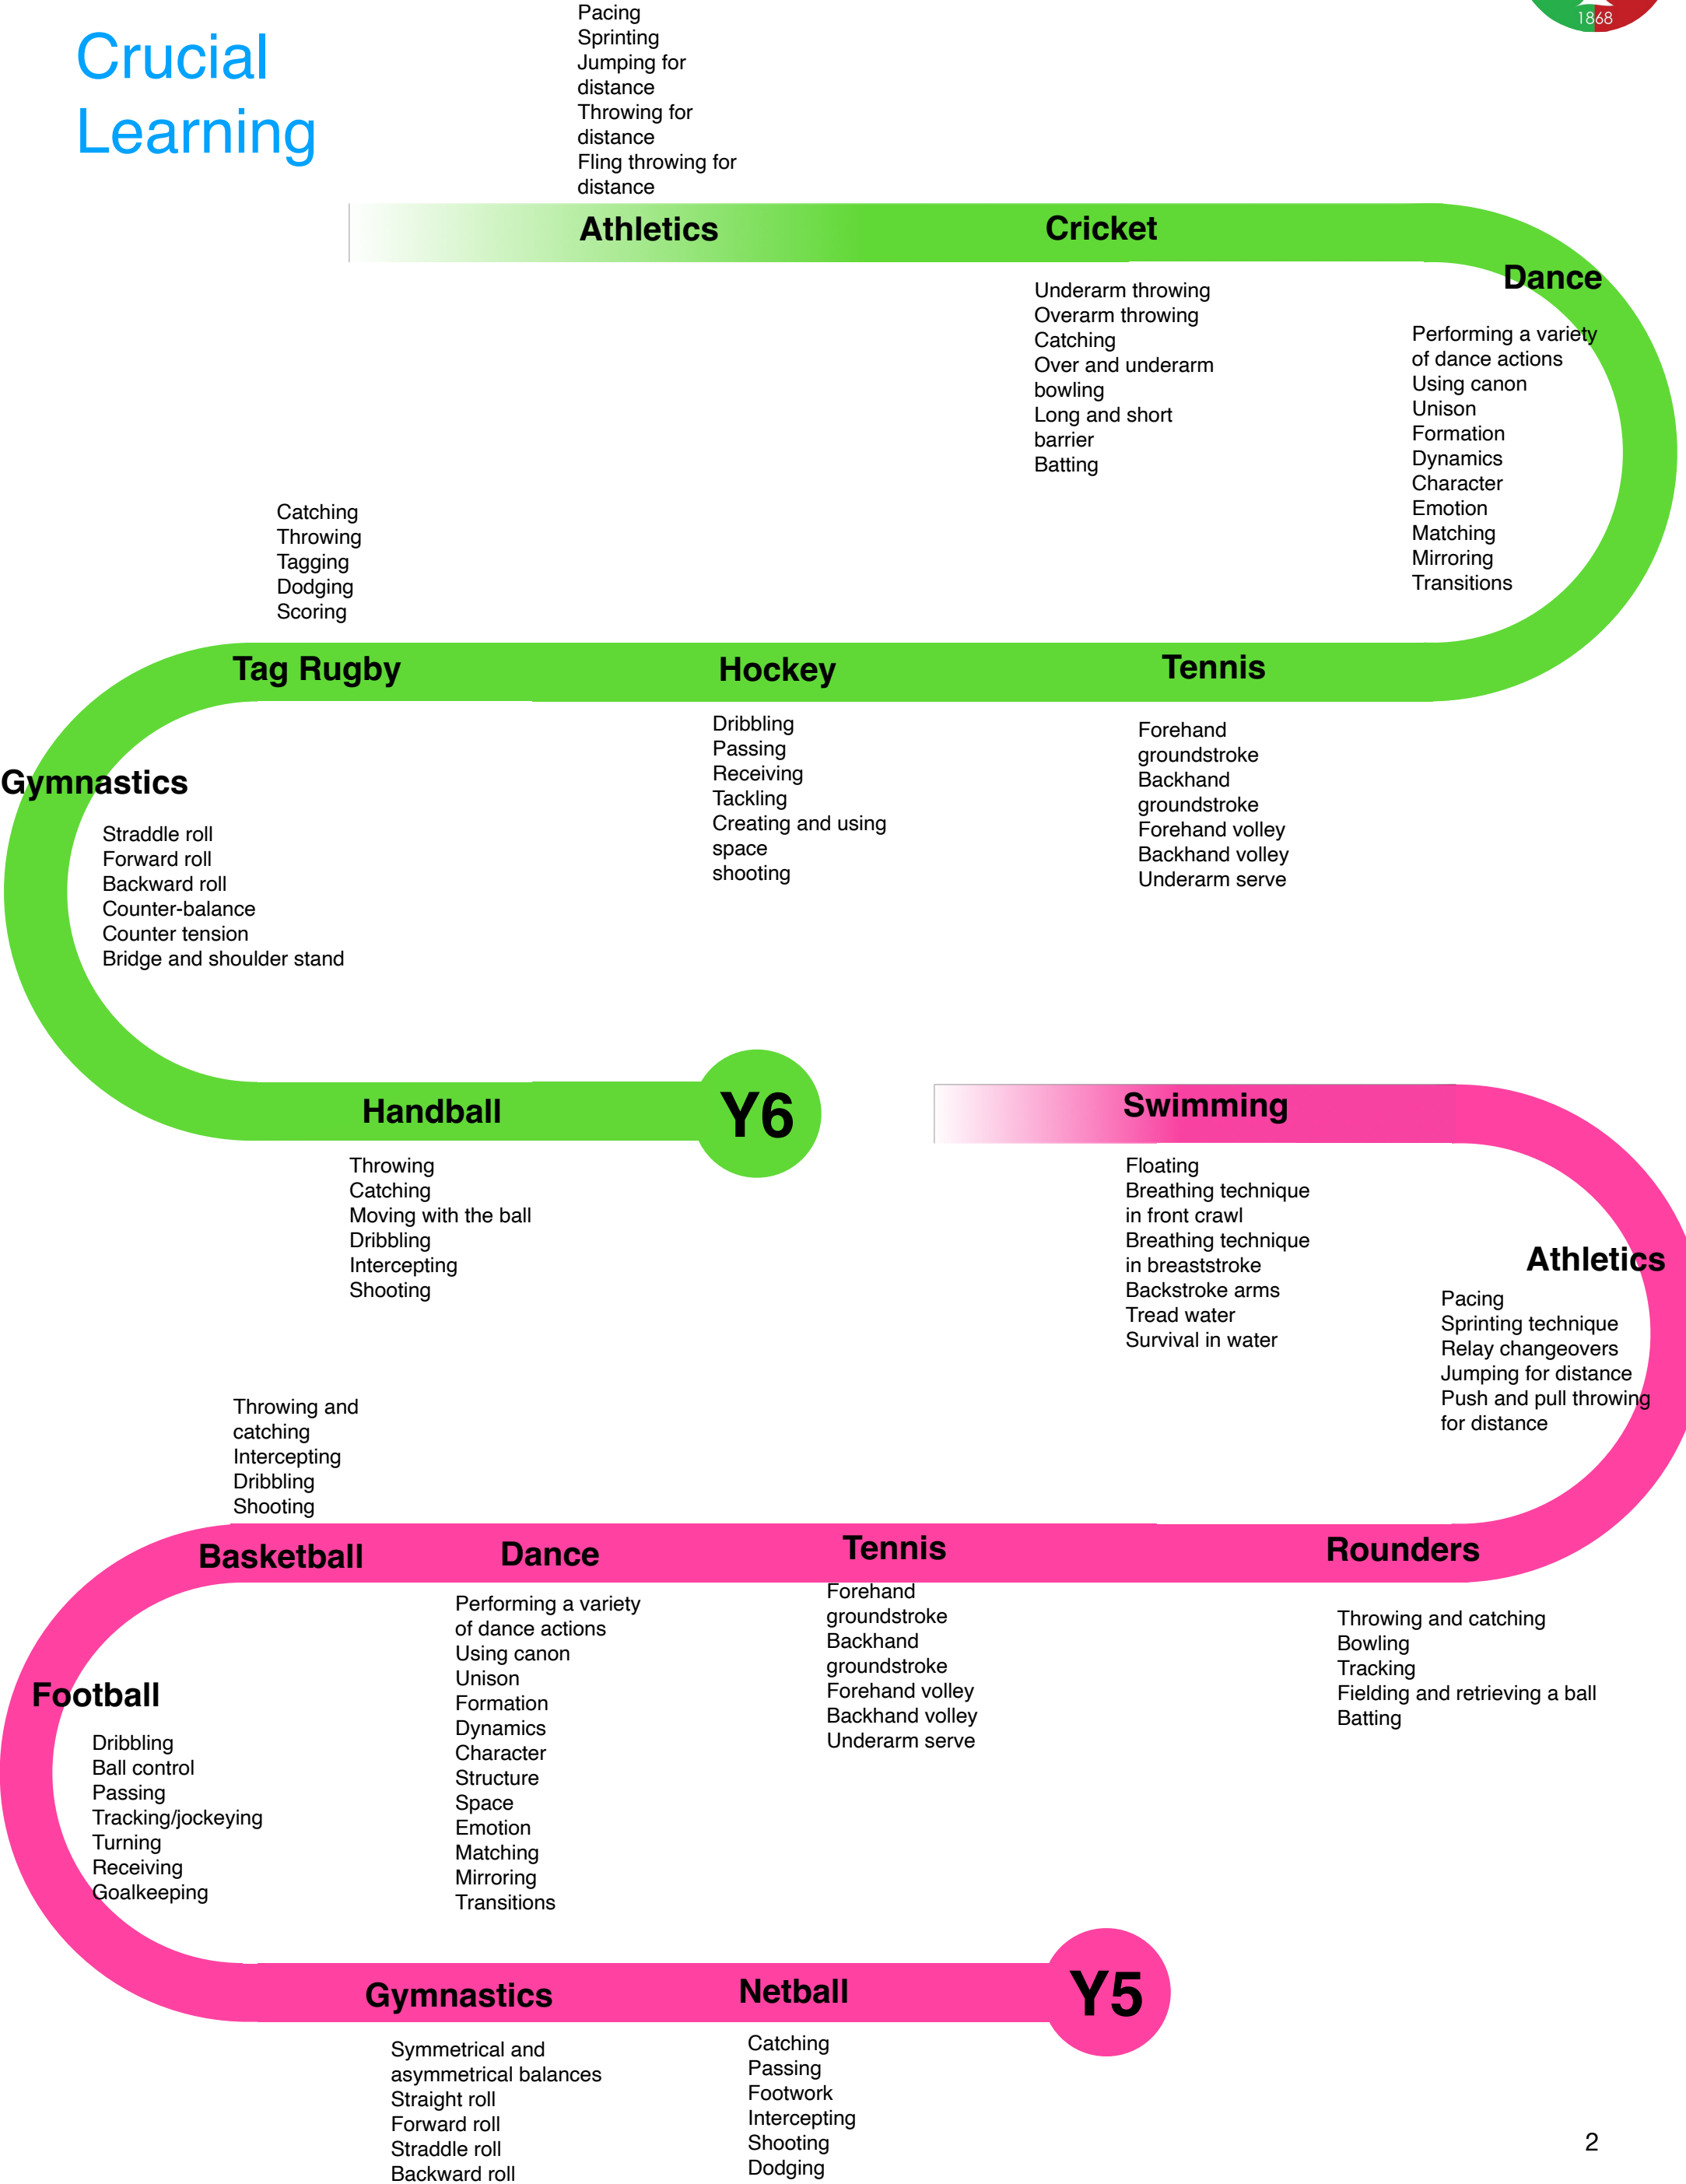 Crucial
Learning
1868
Pacing
Sprinting
Jumping for
distance
Throwing for
distance
Fling throwing for
distance
Athletics
Cricket
Dance
Underarm throwing
Overarm throwing
Catching
Over and underarm
bowling
Long and short
barrier
Batting
Performing a variety
of dance actions
Using canon
Unison
Formation
Dynamics
Character
Emotion
Matching
Mirroring
Transitions
Catching
Throwing
Tagging
Dodging
Scoring
Tag Rugby
Hockey
Tennis
Dribbling
Passing
Receiving
Tackling
Creating and using
space
shooting
Forehand
groundstroke
Backhand
groundstroke
Forehand volley
Backhand volley
Underarm serve
Gymnastics
Straddle roll
Forward roll
Backward roll
Counter-balance
Counter tension
Bridge and shoulder stand
Handball
Y6
Throwing
Catching
Moving with the ball
Dribbling
Intercepting
Shooting
Swimming
Floating
Breathing technique
in front crawl
Breathing technique
in breaststroke
Backstroke arms
Tread water
Survival in water
Athletics
Pacing
Sprinting technique
Relay changeovers
Jumping for distance
Push and pull throwing
for distance
Throwing and
catching
Intercepting
Dribbling
Shooting
Basketball
Dance
Tennis
Rounders
Performing a variety
of dance actions
Using canon
Unison
Formation
Dynamics
Character
Structure
Space
Emotion
Matching
Mirroring
Transitions
Forehand
groundstroke
Backhand
groundstroke
Forehand volley
Backhand volley
Underarm serve
Throwing and catching
Bowling
Tracking
Fielding and retrieving a ball
Batting
Football
Dribbling
Ball control
Passing
Tracking/jockeying
Turning
Receiving
Goalkeeping
Gymnastics
Netball
Y5
Symmetrical and
asymmetrical balances
Straight roll
Forward roll
Straddle roll
Backward roll
Catching
Passing
Footwork
Intercepting
Shooting
Dodging
2